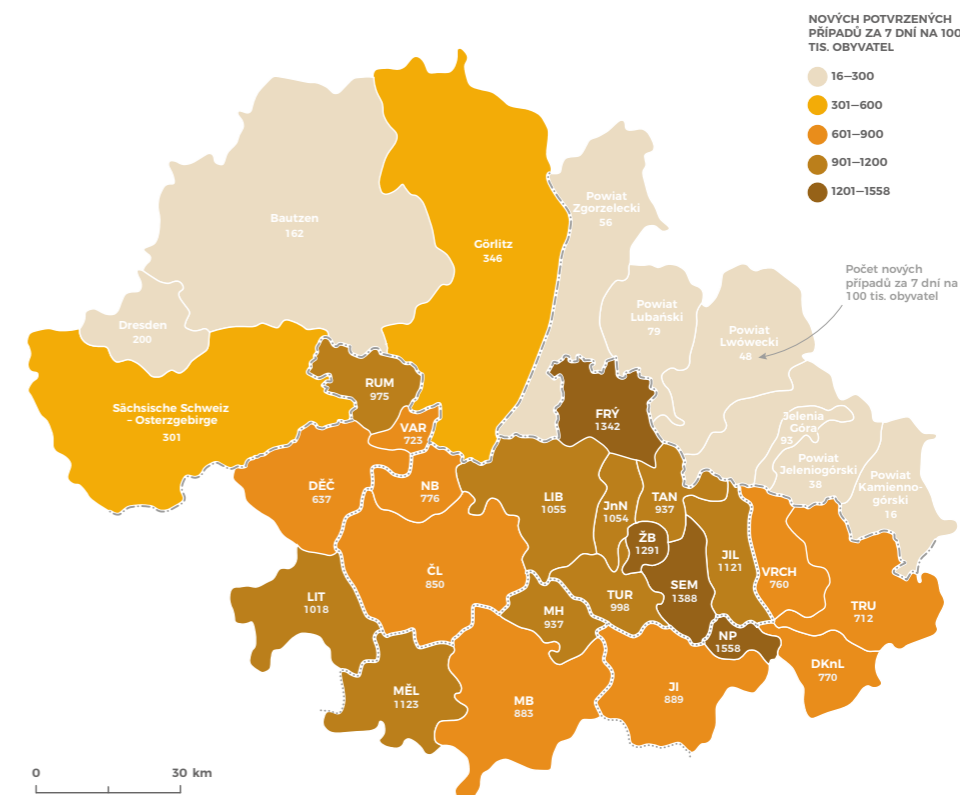 NOVÝCH POTVRZENÝCH
PŘÍPADŮ ZA 7 DNÍ NA 100
TIS. OBYVATEL
16–300
301–600
601–900
901–1200
1201–1558
Bautzen
162
Görlitz
346
Powiat
Zgorzelecki
56
Počet nových
případů za 7 dní na
100 tis. obyvatel
Dresden
200
Powiat
Lubański
79
Powiat
Lwówecki
48
RUM
975
Sächsische Schweiz
– Osterzgebirge
301
VAR
723
FRÝ
1342
Jelenia
Góra
93
Powiat
Jeleniogórski
38
Powiat
Kamienno-
górski
16
DĚČ
637
NB
776
LIB
1055
JnN
1054
TAN
937
ŽB
1291
JIL
1121
VRCH
760
ČL
850
SEM
1388
LIT
1018
MH
937
TUR
998
TRU
712
NP
1558
DKnL
770
MĚL
1123
MB
883
JI
889
0 30 km